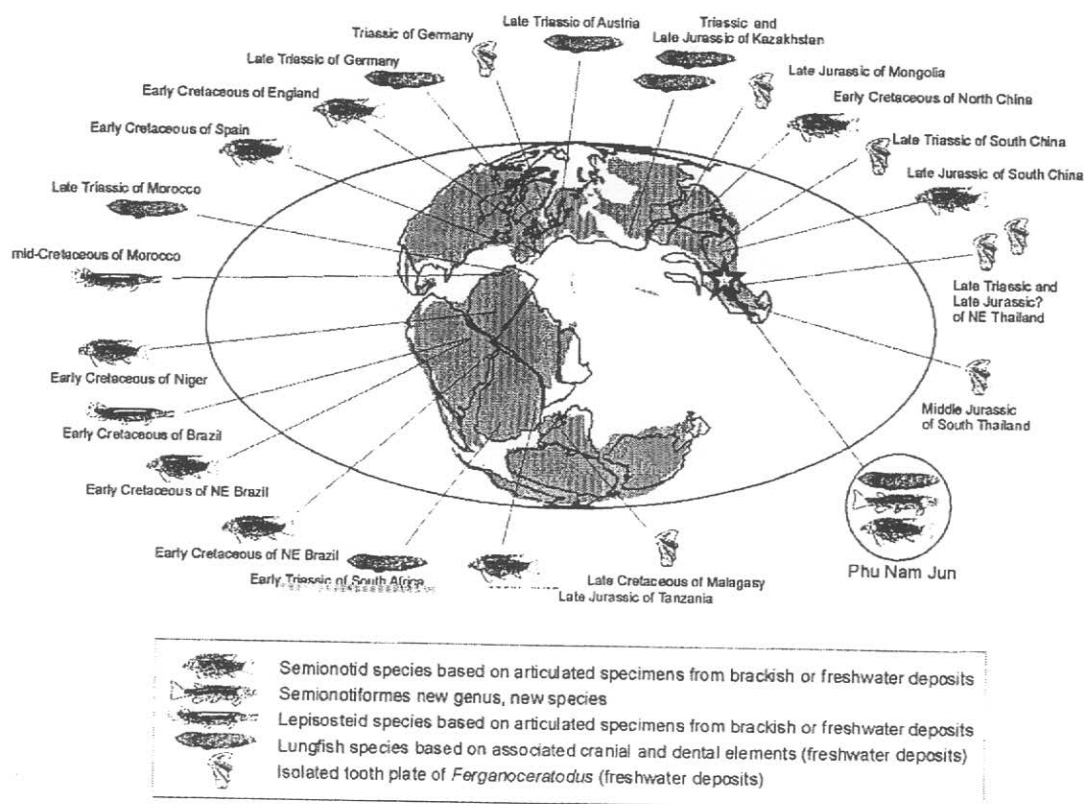 Triassic of Germany
Late Triassic of Austria
Triassic and
Late Jurassic of Kazakhstan
Late Triassic of Germany
Late Jurassic of Mongolia
Early Cretaceous of England
Early Cretaceous of North China
Early Cretaceous of Spain
Late Triassic of South China
Late Triassic of Morocco
Late Jurassic of South China
mid-Cretaceous of Morocco
Late Triassic and
Late Jurassic?
of NE Thailand
Early Cretaceous of Niger
Middle Jurassic
of South Thailand
Early Cretaceous of Brazil
Early Cretaceous of NE Brazil
Early Cretaceous of NE Brazil
Early Triassic of South Africa
Late Cretaceous of Malagasy
Late Jurassic of Tanzania
Phu Nam Jun
Semionotid species based on articulated specimens from brackish or freshwater deposits
Semionotiformes new genus, new species
Lepisosteid species based on articulated specimens from brackish or freshwater deposits
Lungfish species based on associated cranial and dental elements (freshwater deposits)
Isolated tooth plate of Ferganoceratodus (freshwater deposits)